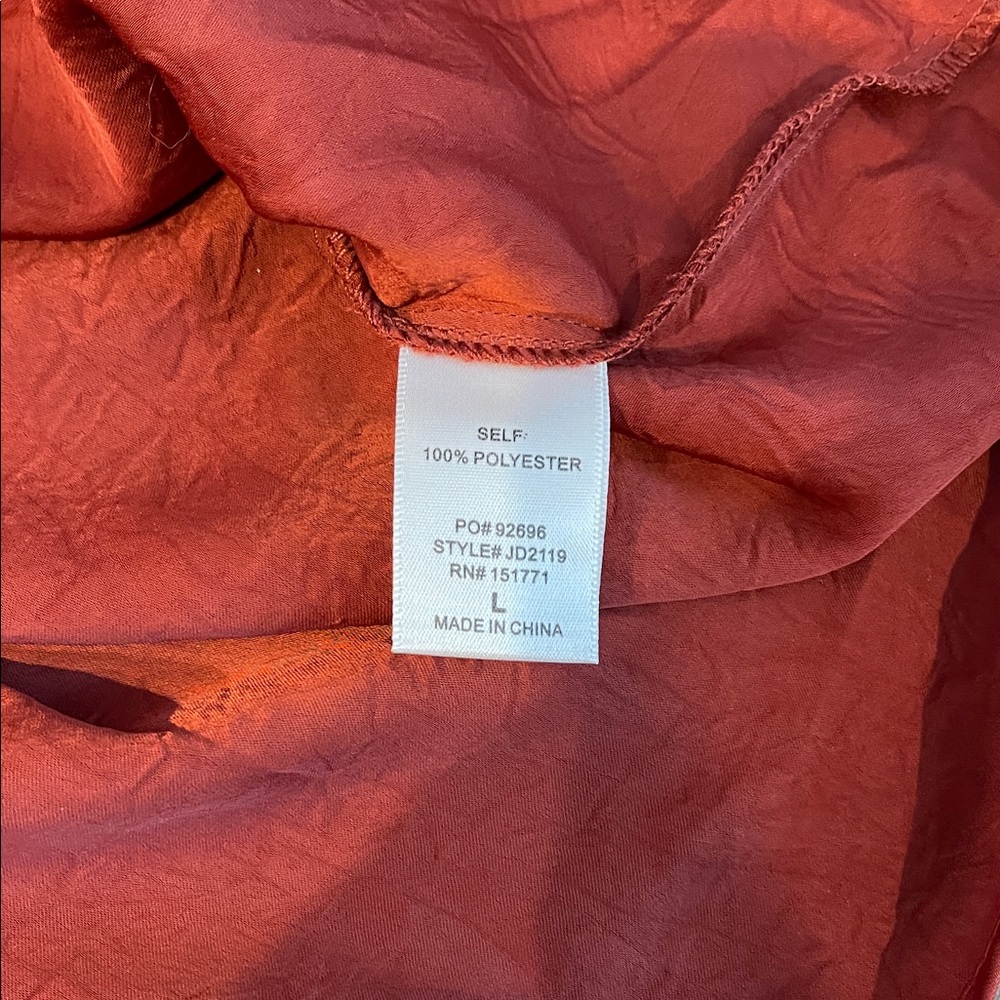 SELF:
100% POLYESTER
PO# 92696
STYLE# JD2119
RN# 151771
L
MADE IN CHINA